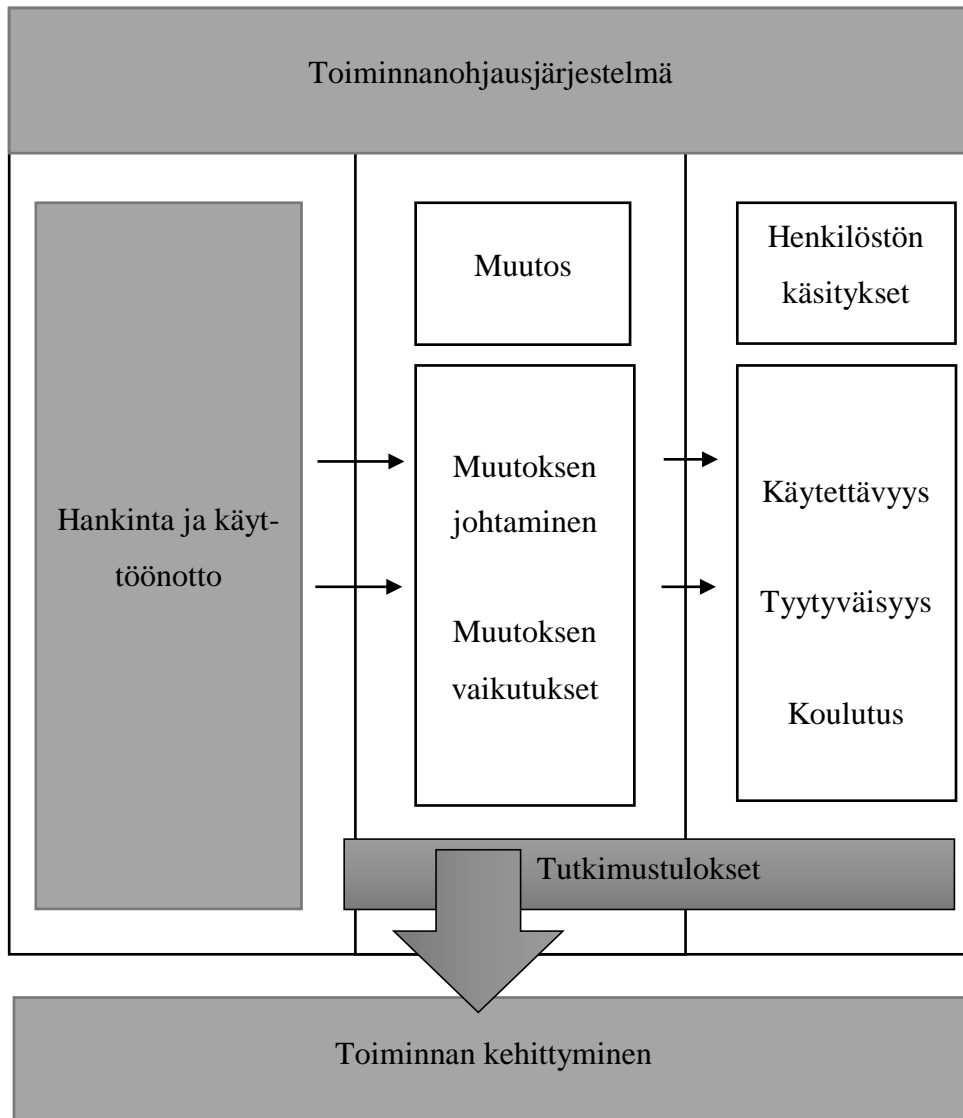 Toiminnanohjausjärjestelmä
Hankinta ja käyt-
töönotto
Muutos
Muutoksen
johtaminen
Muutoksen
vaikutukset
Henkilöstön
käsitykset
Käytettävyys
Tyytyväisyys
Koulutus
Tutkimustulokset
Toiminnan kehittyminen